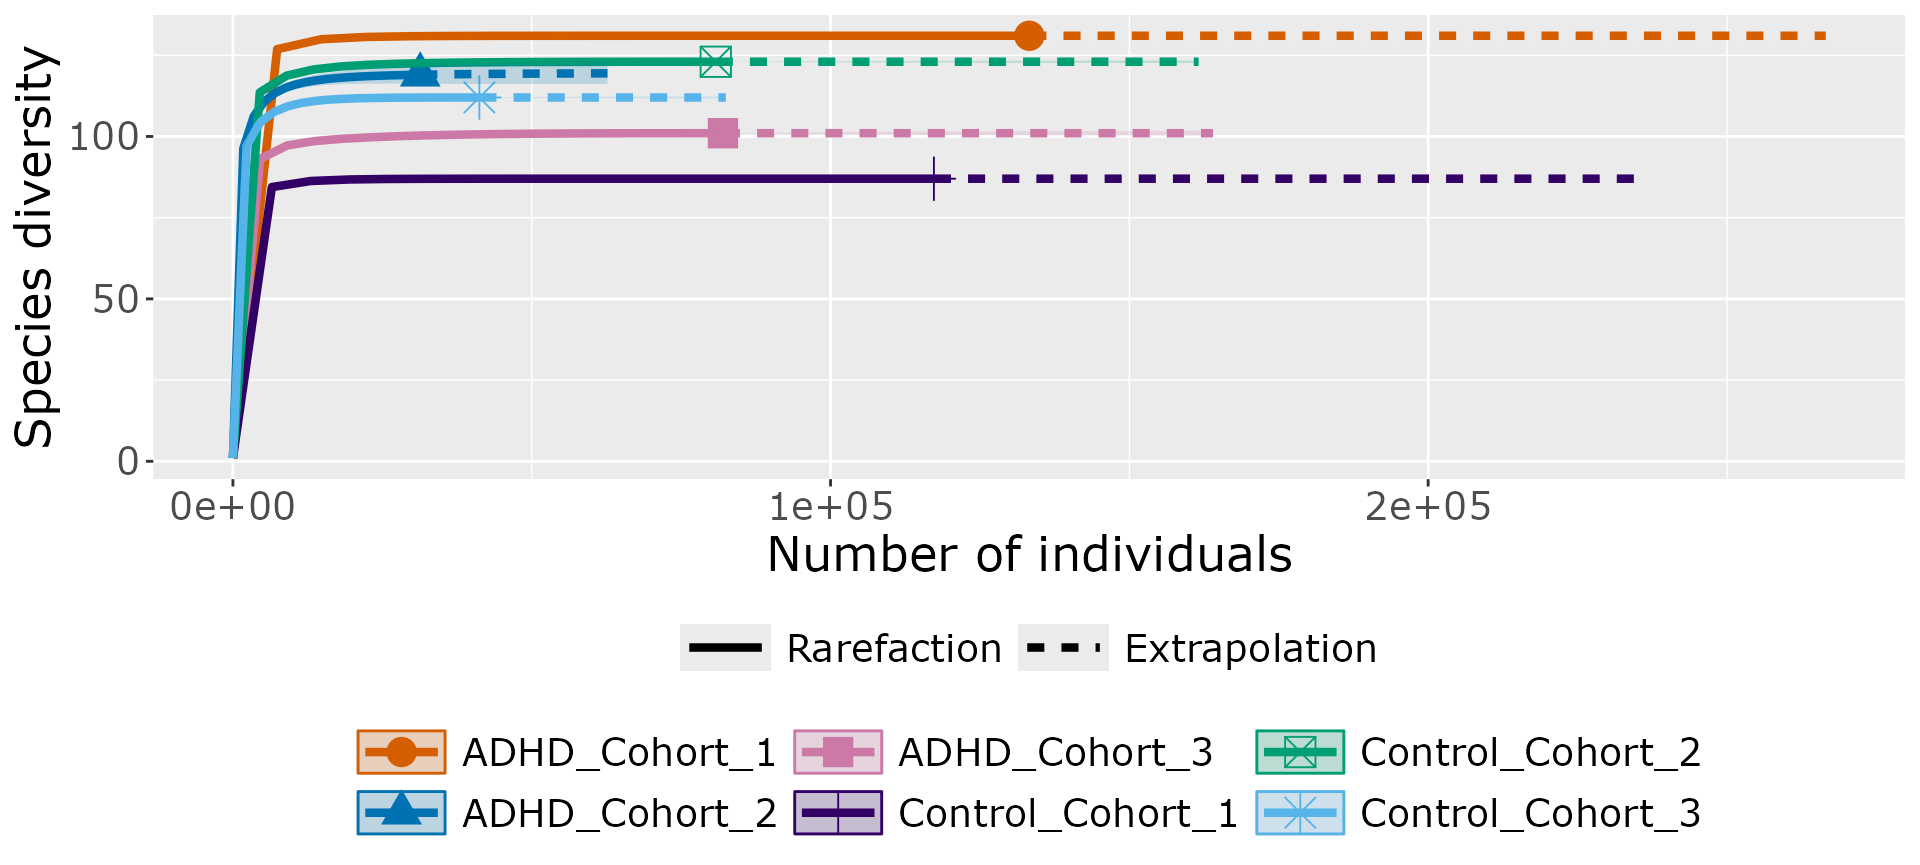 Species diversity
100
50
0
0e+00 1e+05 2e+05
Number of individuals
Rarefaction Extrapolation
ADHD_Cohort_1 ADHD_Cohort_3 Control_Cohort_2
ADHD_Cohort_2 Control_Cohort_1 Control_Cohort_3